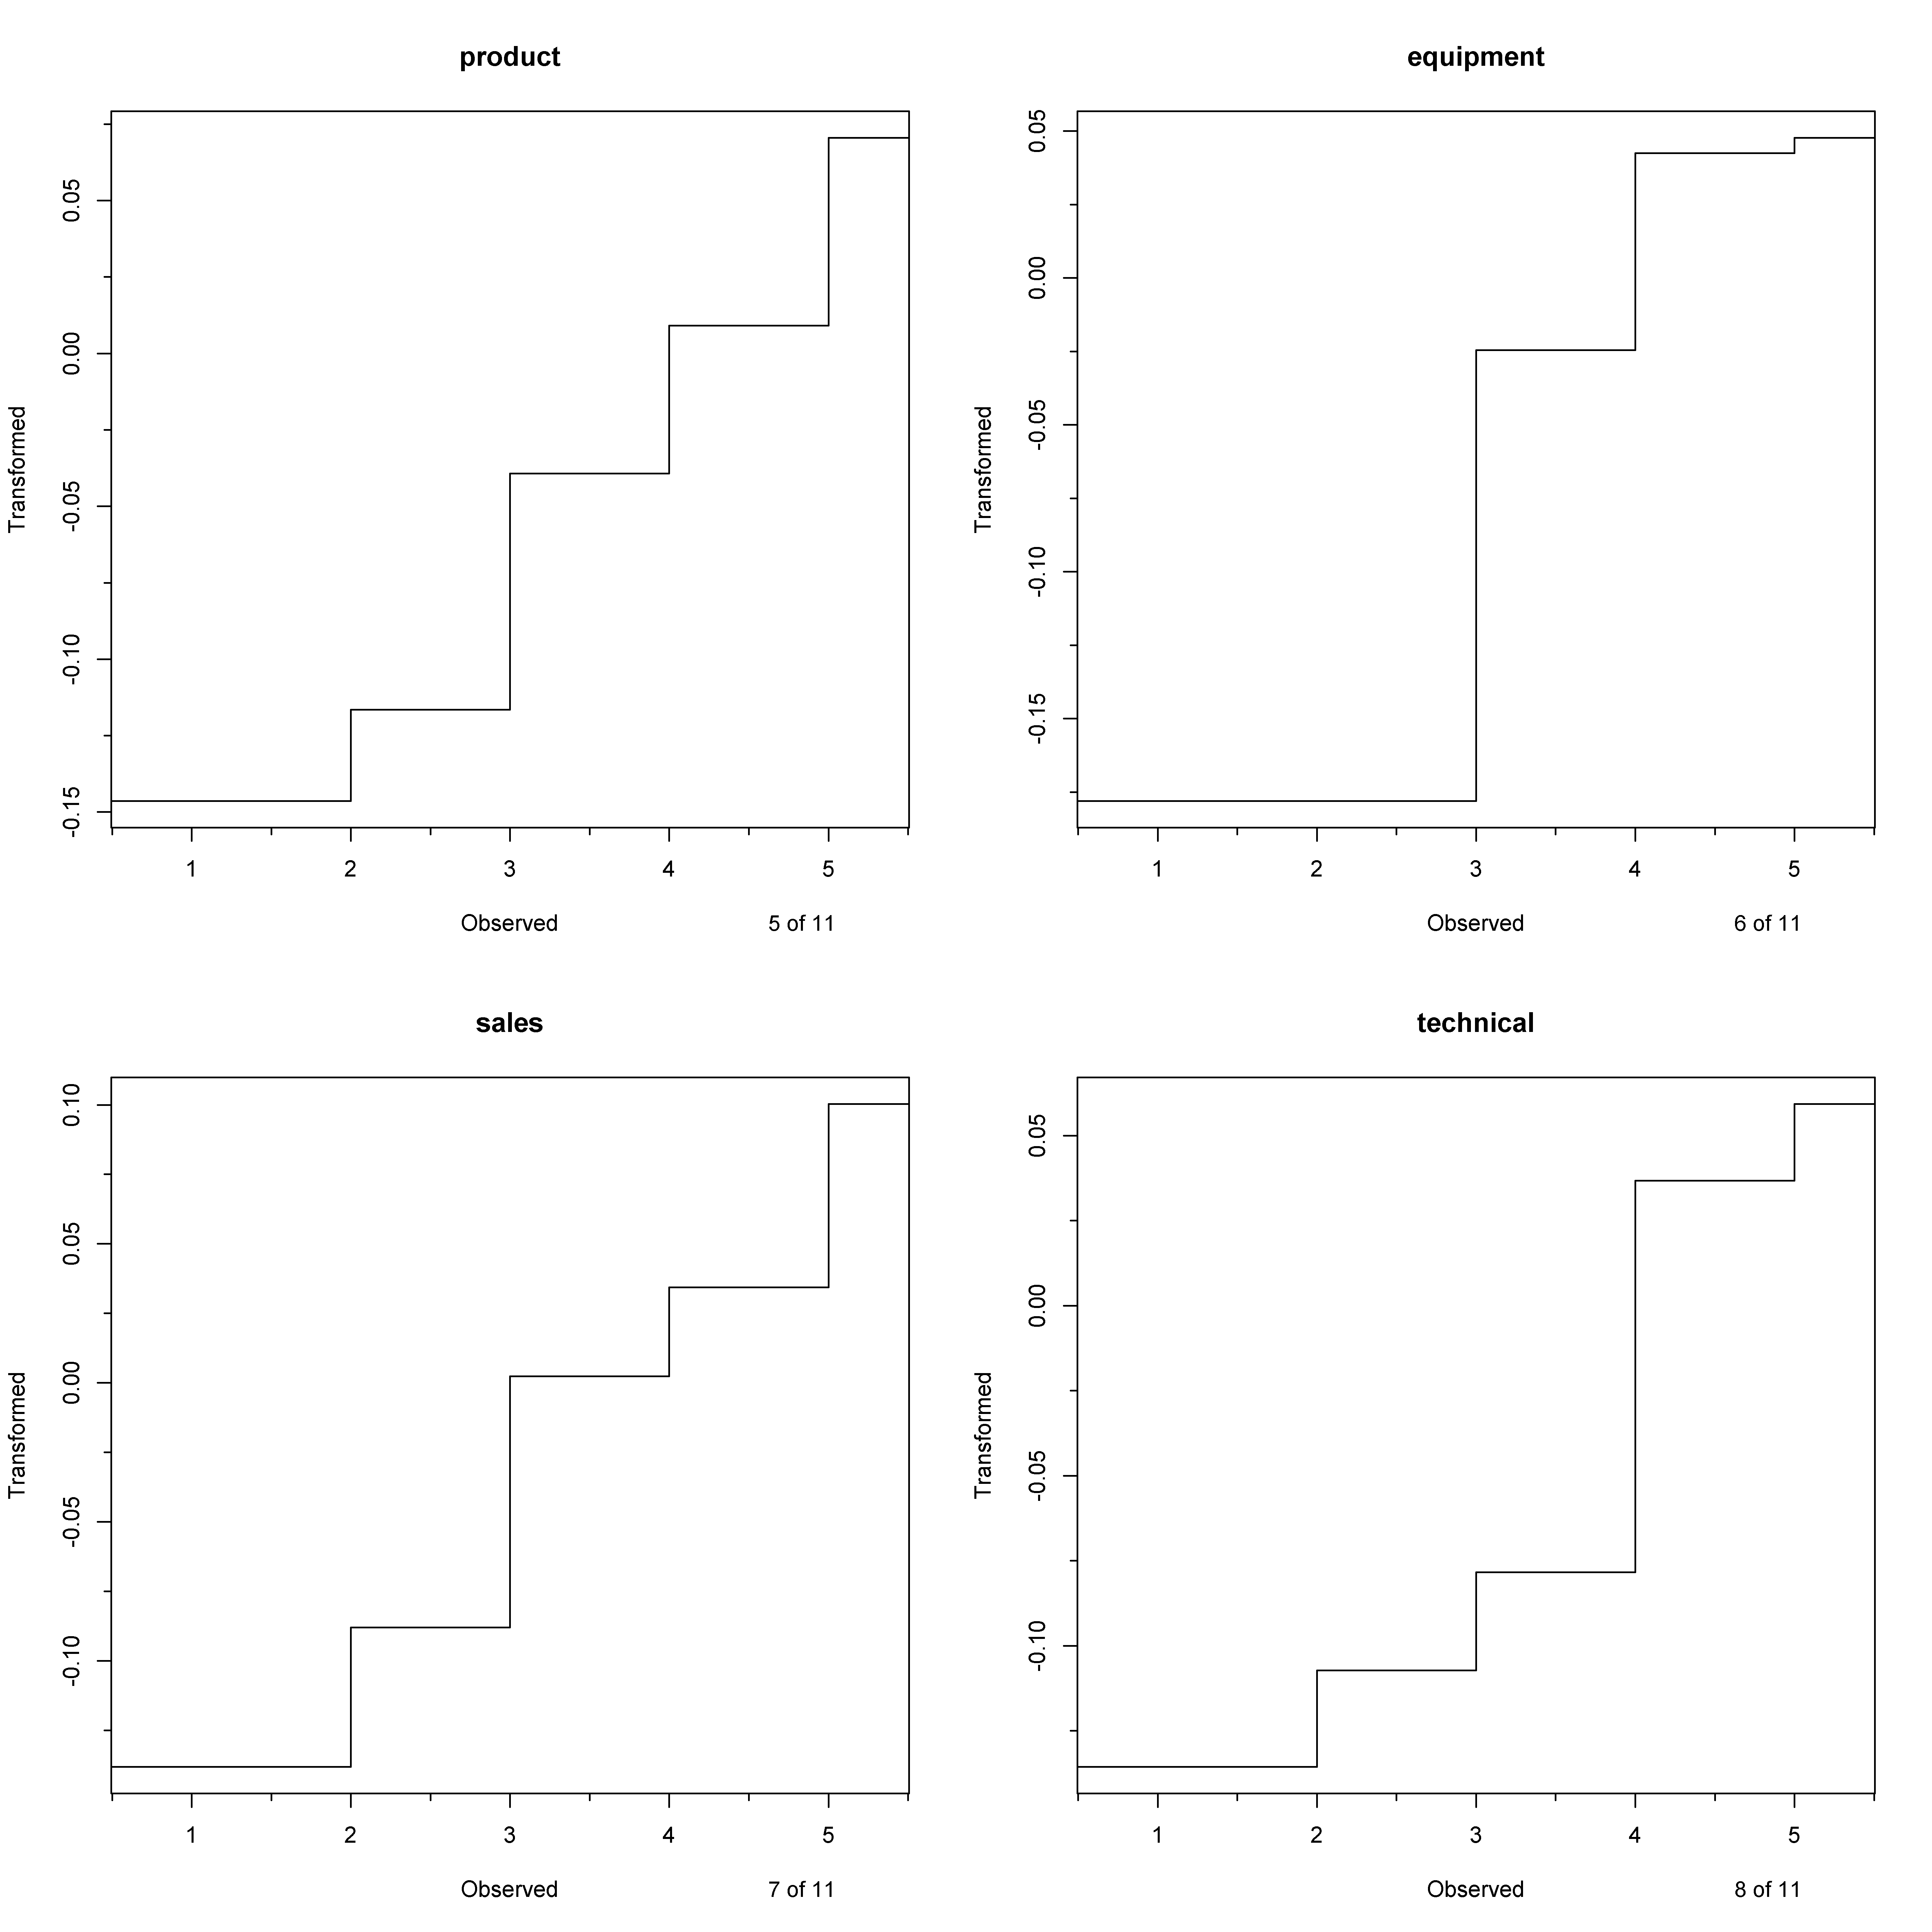 product
0.05
0.00
-0.05
-0.10
-0.15
Transformed
1 2 3 4 5
Observed 5 of 11
equipment
0.05
0.00
-0.05
-0.10
-0.15
Transformed
1 2 3 4 5
Observed 6 of 11
sales
0.10
0.05
0.00
-0.05
-0.10
Transformed
1 2 3 4 5
Observed 7 of 11
technical
0.05
0.00
-0.05
-0.10
Transformed
1 2 3 4 5
Observed 8 of 11